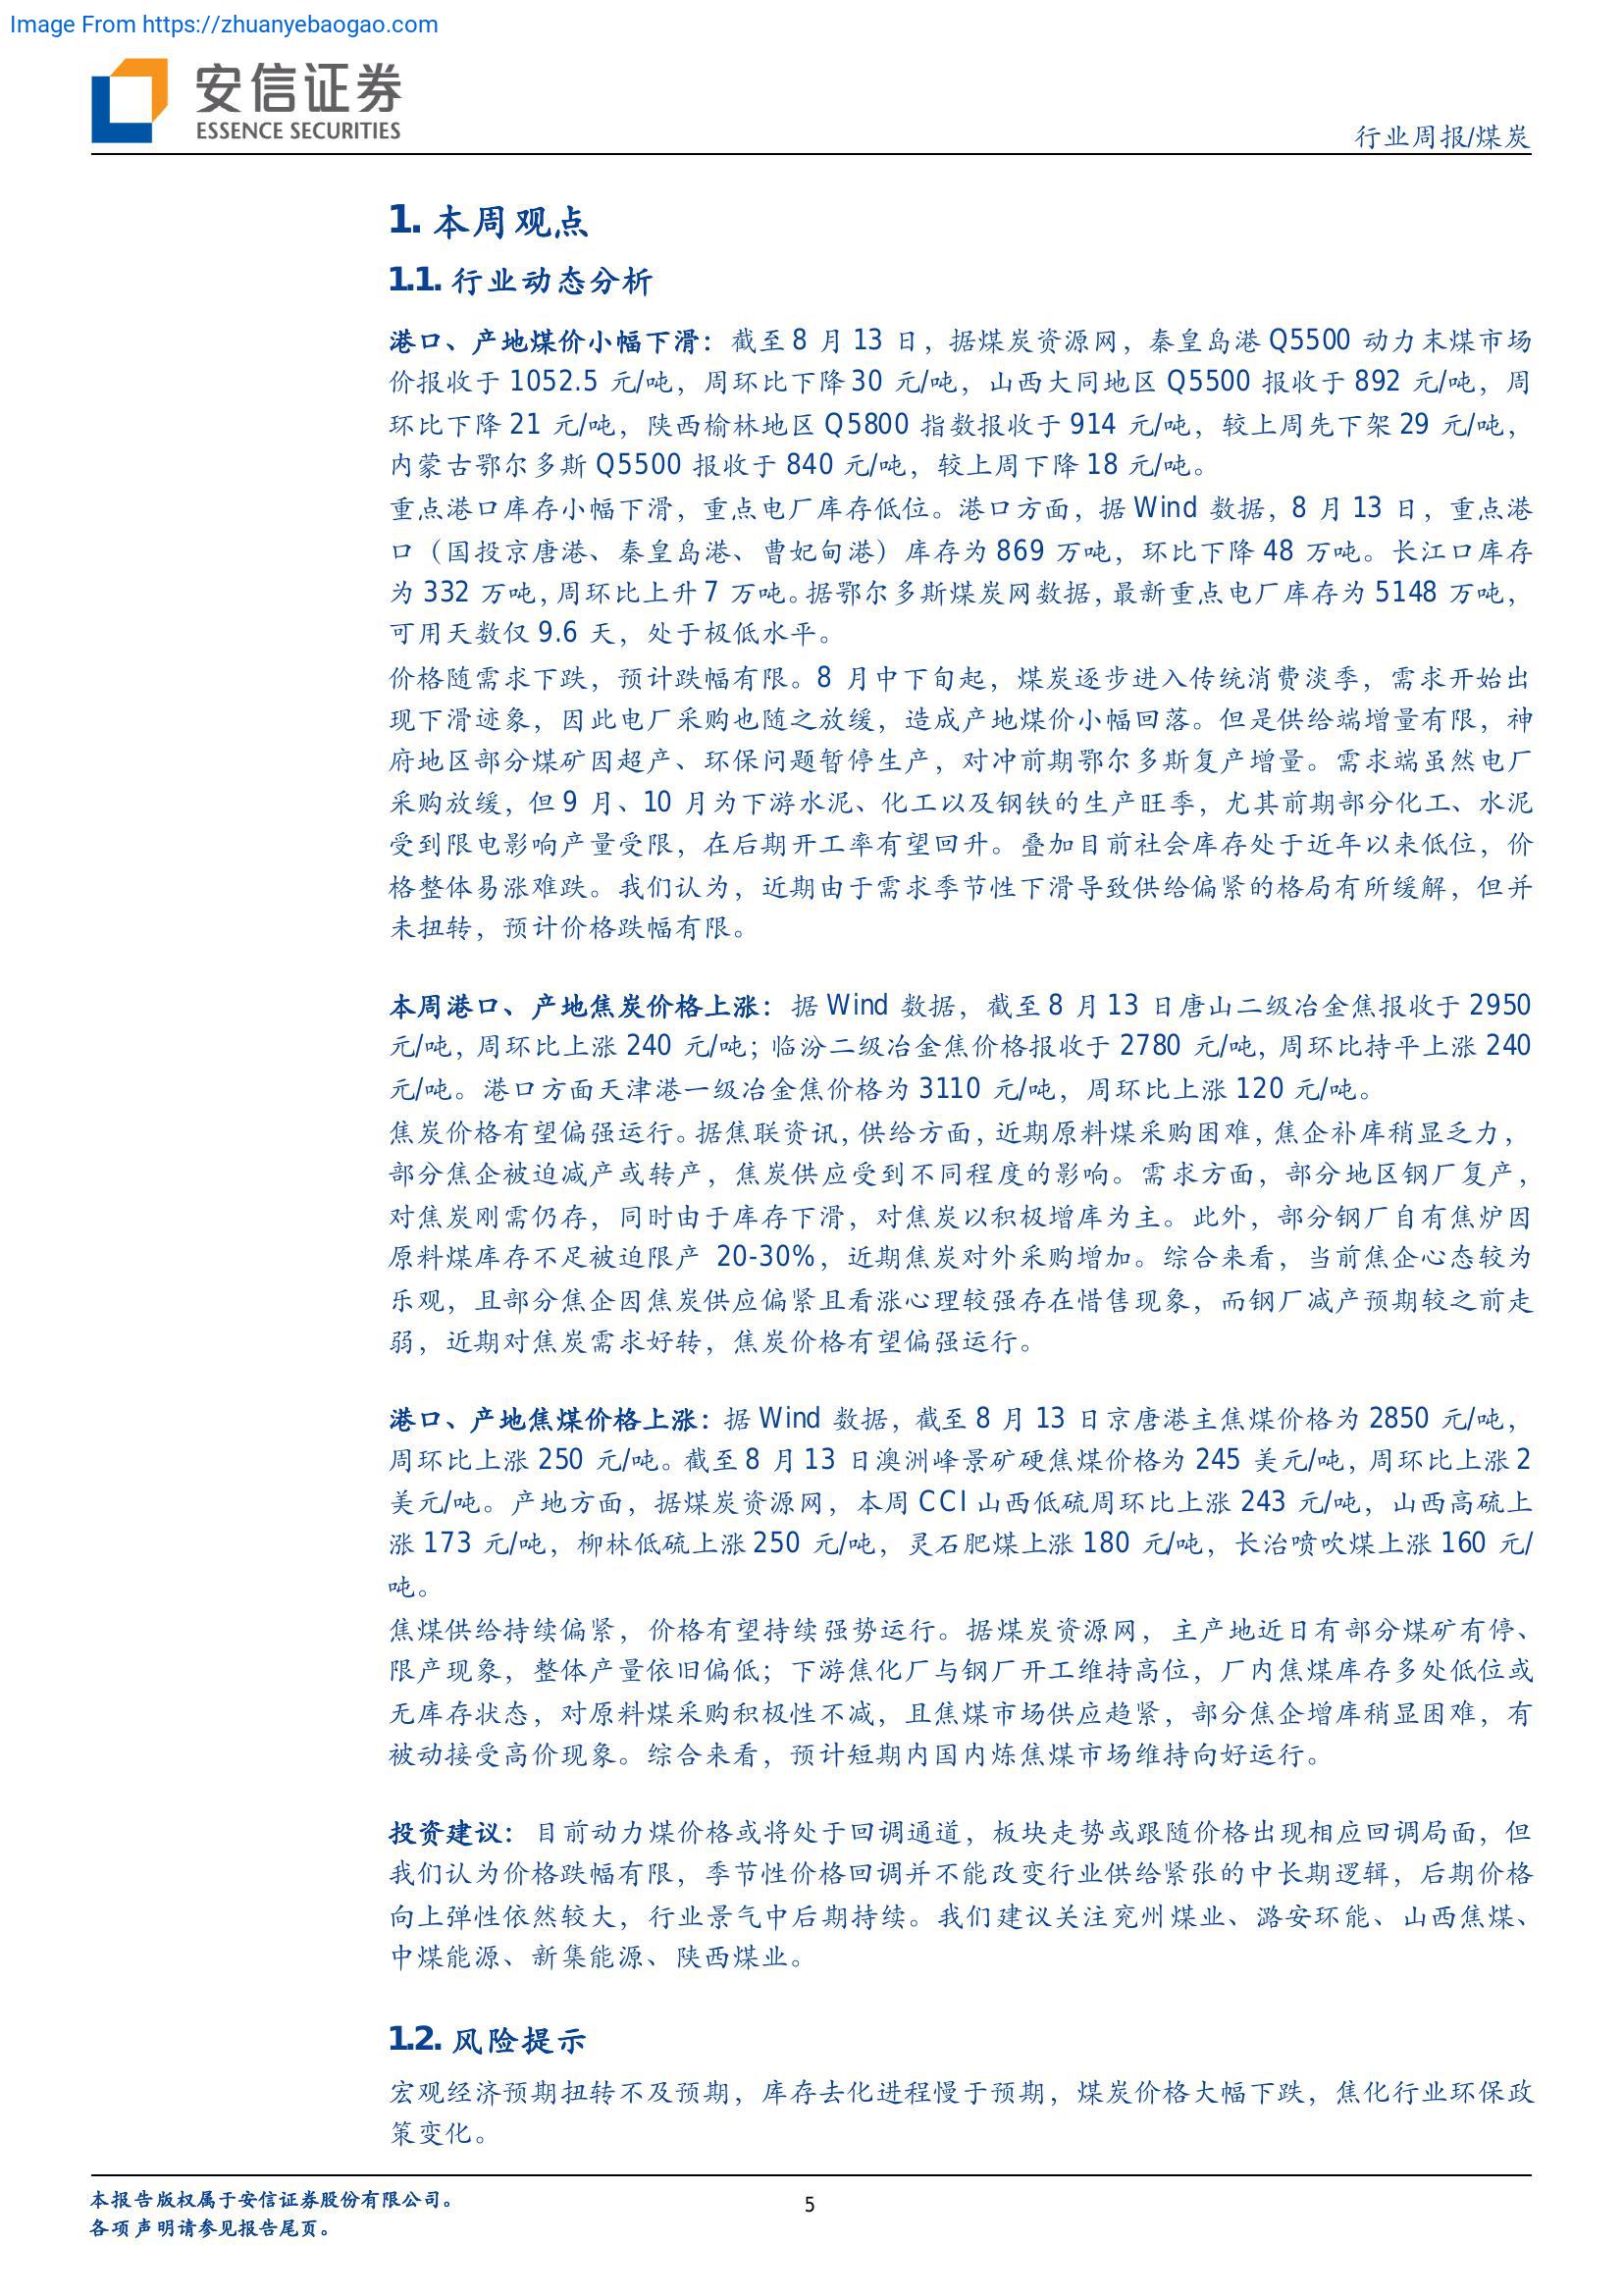 Image From https://zhuanyebaogao.com
安信证券
ESSENCE SECURITIES
行业周报/煤炭
1. 本周观点
1.1. 行业动态分析
港口、产地煤价小幅下滑：截至 8 月 13 日，据煤炭资源网，秦皇岛港 Q5500 动力末煤市场
价报收于 1052.5 元/吨，周环比下降 30 元/吨，山西大同地区 Q5500 报收于 892 元/吨，周
环比下降 21 元/吨，陕西榆林地区 Q5800 指数报收于 914 元/吨，较上周先下架 29 元/吨，
内蒙古鄂尔多斯 Q5500 报收于 840 元/吨，较上周下降 18 元/吨。
重点港口库存小幅下滑，重点电厂库存低位。港口方面，据 Wind 数据，8 月 13 日，重点港
口（国投京唐港、秦皇岛港、曹妃甸港）库存为 869 万吨，环比下降 48 万吨。长江口库存
为 332 万吨，周环比上升 7 万吨。据鄂尔多斯煤炭网数据，最新重点电厂库存为 5148 万吨，
可用天数仅 9.6 天，处于极低水平。
价格随需求下跌，预计跌幅有限。8 月中下旬起，煤炭逐步进入传统消费淡季，需求开始出
现下滑迹象，因此电厂采购也随之放缓，造成产地煤价小幅回落。但是供给端增量有限，神
府地区部分煤矿因超产、环保问题暂停生产，对冲前期鄂尔多斯复产增量。需求端虽然电厂
采购放缓，但 9 月、10 月为下游水泥、化工以及钢铁的生产旺季，尤其前期部分化工、水泥
受到限电影响产量受限，在后期开工率有望回升。叠加目前社会库存处于近年以来低位，价
格整体易涨难跌。我们认为，近期由于需求季节性下滑导致供给偏紧的格局有所缓解，但并
未扭转，预计价格跌幅有限。
本周港口、产地焦炭价格上涨：据 Wind 数据，截至 8 月 13 日唐山二级冶金焦报收于 2950
元/吨，周环比上涨 240 元/吨；临汾二级冶金焦价格报收于 2780 元/吨，周环比持平上涨 240
元/吨。港口方面天津港一级冶金焦价格为 3110 元/吨，周环比上涨 120 元/吨。
焦炭价格有望偏强运行。据焦联资讯，供给方面，近期原料煤采购困难，焦企补库稍显乏力，
部分焦企被迫减产或转产，焦炭供应受到不同程度的影响。需求方面，部分地区钢厂复产，
对焦炭刚需仍存，同时由于库存下滑，对焦炭以积极增库为主。此外，部分钢厂自有焦炉因
原料煤库存不足被迫限产 20-30%，近期焦炭对外采购增加。综合来看，当前焦企心态较为
乐观，且部分焦企因焦炭供应偏紧且看涨心理较强存在惜售现象，而钢厂减产预期较之前走
弱，近期对焦炭需求好转，焦炭价格有望偏强运行。
港口、产地焦煤价格上涨：据 Wind 数据，截至 8 月 13 日京唐港主焦煤价格为 2850 元/吨，
周环比上涨 250 元/吨。截至 8 月 13 日澳洲峰景矿硬焦煤价格为 245 美元/吨，周环比上涨 2
美元/吨。产地方面，据煤炭资源网，本周 CCI 山西低硫周环比上涨 243 元/吨，山西高硫上
涨 173 元/吨，柳林低硫上涨 250 元/吨，灵石肥煤上涨 180 元/吨，长治喷吹煤上涨 160 元/
吨。
焦煤供给持续偏紧，价格有望持续强势运行。据煤炭资源网，主产地近日有部分煤矿有停、
限产现象，整体产量依旧偏低；下游焦化厂与钢厂开工维持高位，厂内焦煤库存多处低位或
无库存状态，对原料煤采购积极性不减，且焦煤市场供应趋紧，部分焦企增库稍显困难，有
被动接受高价现象。综合来看，预计短期内国内炼焦煤市场维持向好运行。
投资建议：目前动力煤价格或将处于回调通道，板块走势或跟随价格出现相应回调局面，但
我们认为价格跌幅有限，季节性价格回调并不能改变行业供给紧张的中长期逻辑，后期价格
向上弹性依然较大，行业景气中后期持续。我们建议关注兖州煤业、潞安环能、山西焦煤、
中煤能源、新集能源、陕西煤业。
1.2. 风险提示
宏观经济预期扭转不及预期，库存去化进程慢于预期，煤炭价格大幅下跌，焦化行业环保政
策变化。
本报告版权属于安信证券股份有限公司。
5
各项声明请参见报告尾页。